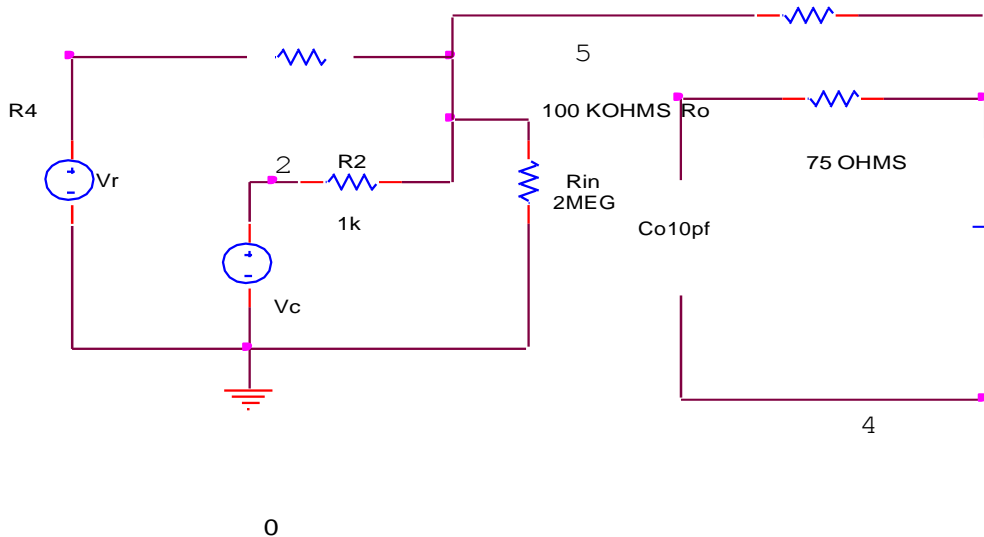 5
R4
100 KOHMS Ro
2
R2
75 OHMS
Vr
Rin
2MEG
1k
Co10pf
Vc
4
0